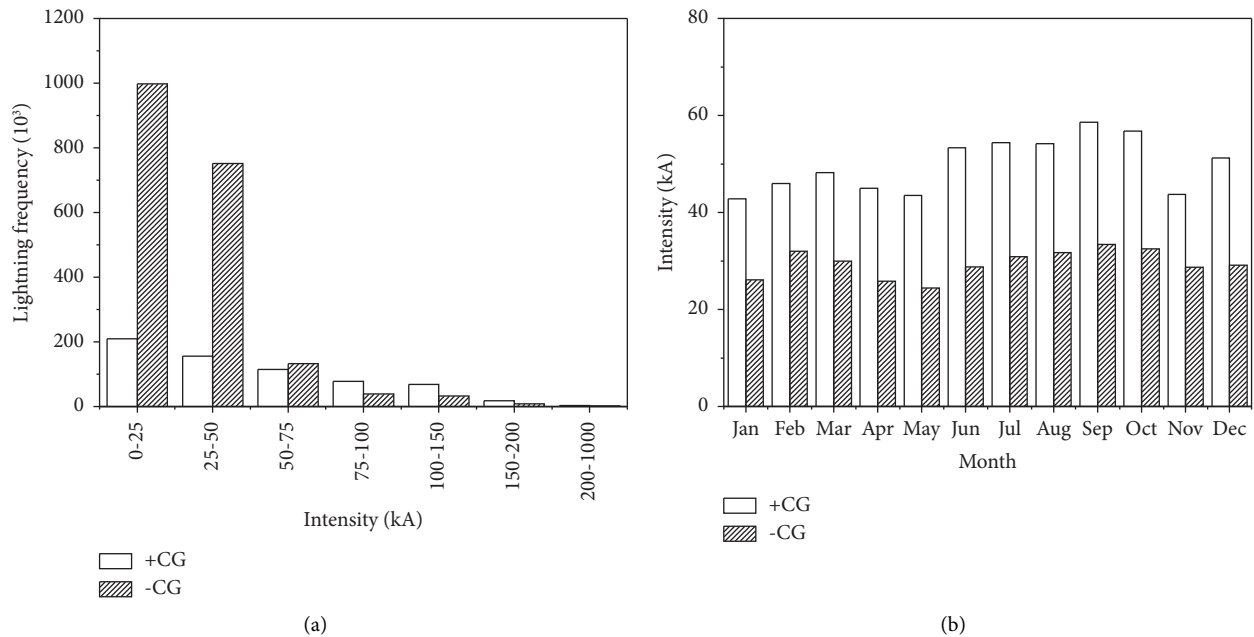 1200
1000
800
600
400
200
0
Lightning frequency (10³)
0-25
25-50
50-75
75-100
100-150
150-200
200-1000
Intensity (kA)
+CG
-CG
(a)
80
60
40
20
0
Intensity (kA)
Jan Feb Mar Apr May Jun Jul Aug Sep Oct Nov Dec
Month
+CG
-CG
(b)